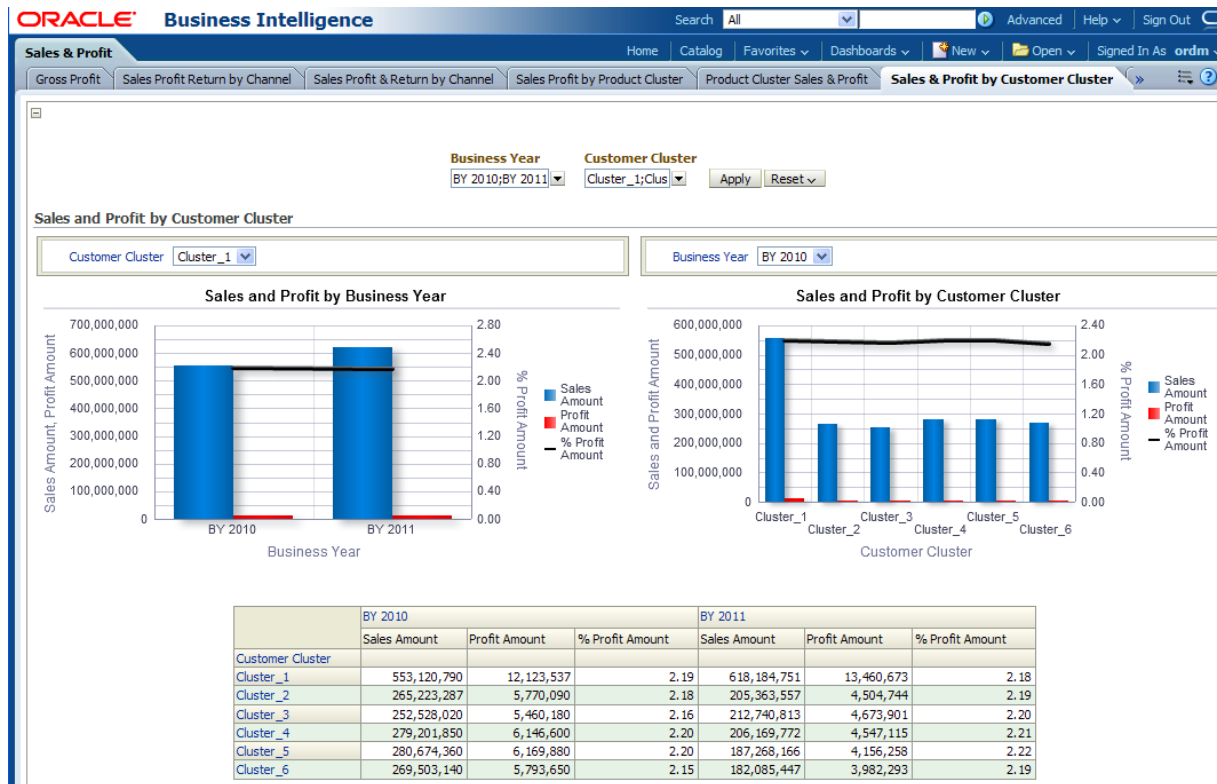 ORACLE Business Intelligence Search All Advanced Help Sign Out
Sales & Profit Home Catalog Favorites Dashboards New Open Signed In As ordm
Gross Profit Sales Profit Return by Channel Sales Profit & Return by Channel Sales Profit by Product Cluster Product Cluster Sales & Profit Sales & Profit by Customer Cluster »
Business Year Customer Cluster
BY 2010;BY 2011 Cluster_1;Clus Apply Reset
Sales and Profit by Customer Cluster
Customer Cluster Cluster_1
Business Year BY 2010
Sales and Profit by Business Year
700,000,000
600,000,000
500,000,000
400,000,000
300,000,000
200,000,000
100,000,000
0
Sales Amount, Profit Amount
2.80
2.40
2.00
1.60
1.20
0.80
0.40
0.00
% Profit Amount
Sales
Amount
Profit
Amount
% Profit
Amount
BY 2010 BY 2011
Business Year
Sales and Profit by Customer Cluster
600,000,000
500,000,000
400,000,000
300,000,000
200,000,000
100,000,000
0
Sales and Profit Amount
2.40
2.00
1.60
1.20
0.80
0.40
0.00
% Profit Amount
Sales
Amount
Profit
Amount
% Profit
Amount
Cluster_1 Cluster_2 Cluster_3 Cluster_4 Cluster_5 Cluster_6
Customer Cluster
BY 2010 BY 2011
Sales Amount Profit Amount % Profit Amount Sales Amount Profit Amount % Profit Amount
Customer Cluster
Cluster_1 553,120,790 12,123,537 2.19 618,184,751 13,460,673 2.18
Cluster_2 265,223,287 5,770,090 2.18 205,363,557 4,504,744 2.19
Cluster_3 252,528,020 5,460,180 2.16 212,740,813 4,673,901 2.20
Cluster_4 279,201,850 6,146,600 2.20 206,169,772 4,547,115 2.21
Cluster_5 280,674,360 6,169,880 2.20 187,268,166 4,156,258 2.22
Cluster_6 269,503,140 5,793,650 2.15 182,085,447 3,982,293 2.19